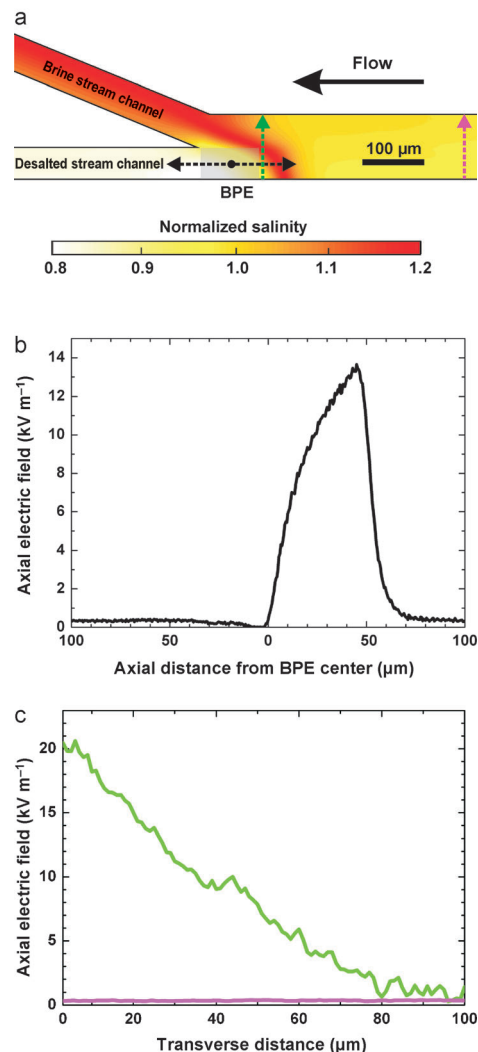 a
Flow
Brine stream channel
Desalted stream channel
100 µm
BPE
Normalized salinity
0.8 0.9 1.0 1.1 1.2
b
Axial electric field (kV m⁻¹)
14
12
10
8
6
4
2
0
100 50 0 50 100
Axial distance from BPE center (µm)
c
Axial electric field (kV m⁻¹)
20
15
10
5
0
0 20 40 60 80 100
Transverse distance (µm)